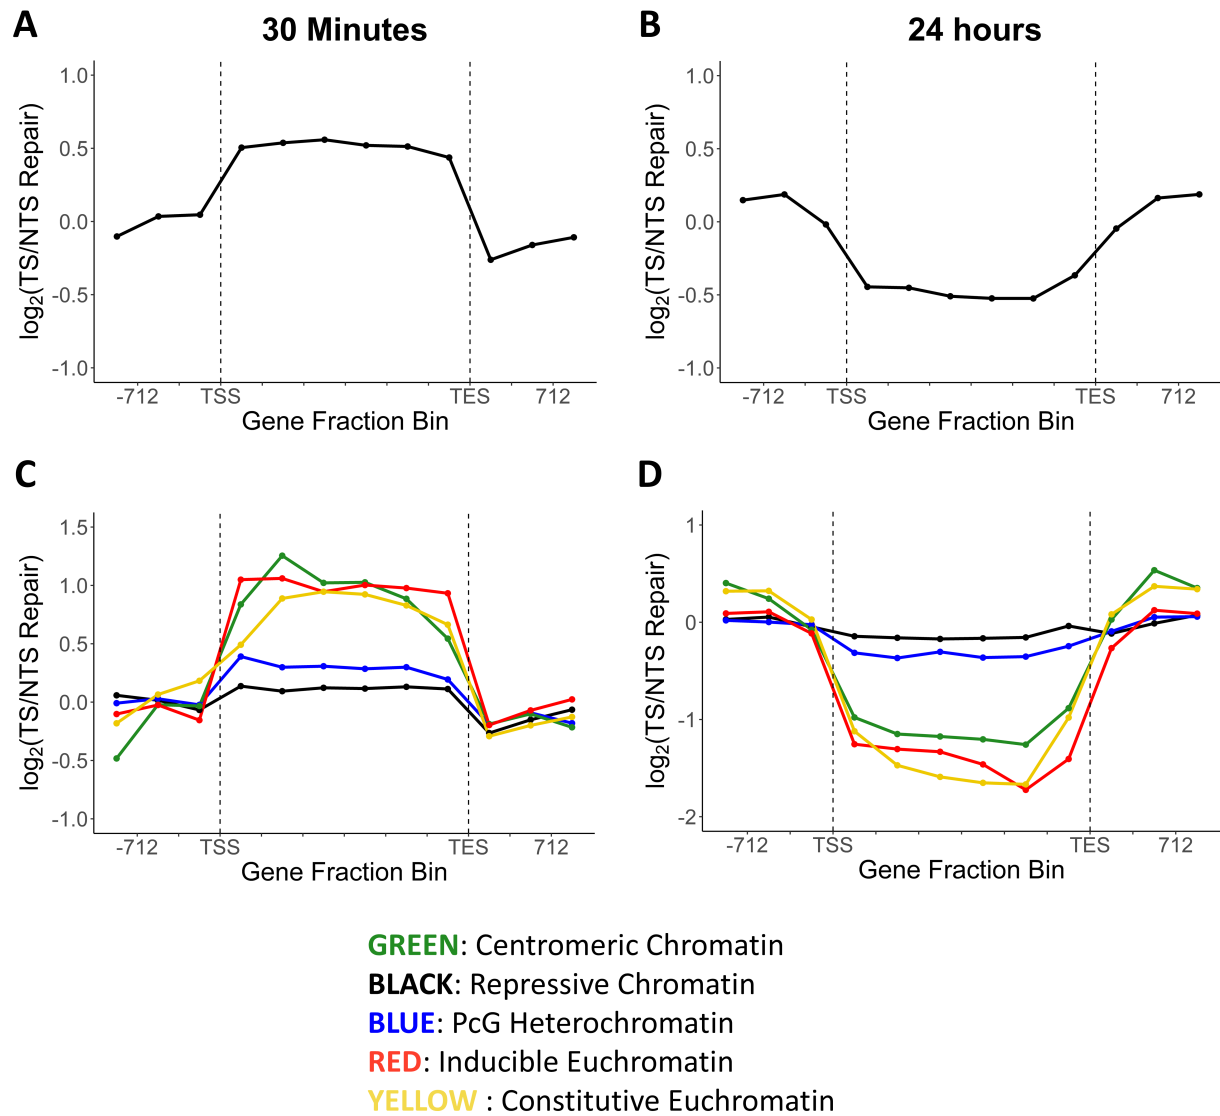 A
30 Minutes
1.0
0.5
0.0
-0.5
-1.0
log2(TS/NTS Repair)
-712
TSS
TES
712
Gene Fraction Bin
B
24 hours
1.0
0.5
0.0
-0.5
-1.0
log2(TS/NTS Repair)
-712
TSS
TES
712
Gene Fraction Bin
C
1.5
1.0
0.5
0.0
-0.5
-1.0
log2(TS/NTS Repair)
-712
TSS
TES
712
Gene Fraction Bin
D
1
0
-1
-2
log2(TS/NTS Repair)
-712
TSS
TES
712
Gene Fraction Bin
GREEN: Centromeric Chromatin
BLACK: Repressive Chromatin
BLUE: PcG Heterochromatin
RED: Inducible Euchromatin
YELLOW : Constitutive Euchromatin